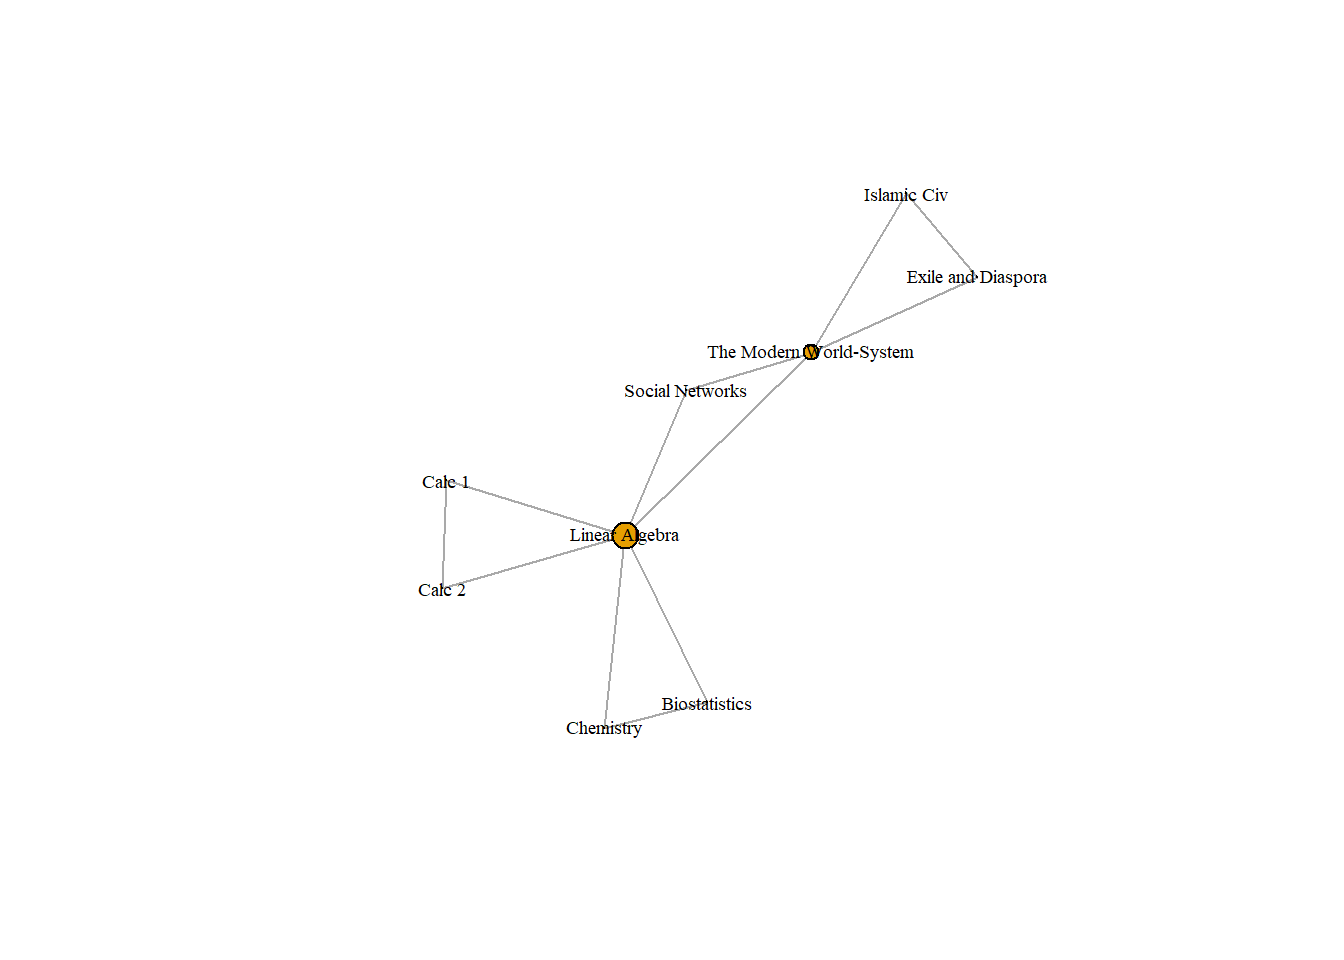 Islamic Civ
Exile and Diaspora
The Modern World-System
Social Networks
Calc 1
Linear Algebra
Calc 2
Biostatistics
Chemistry